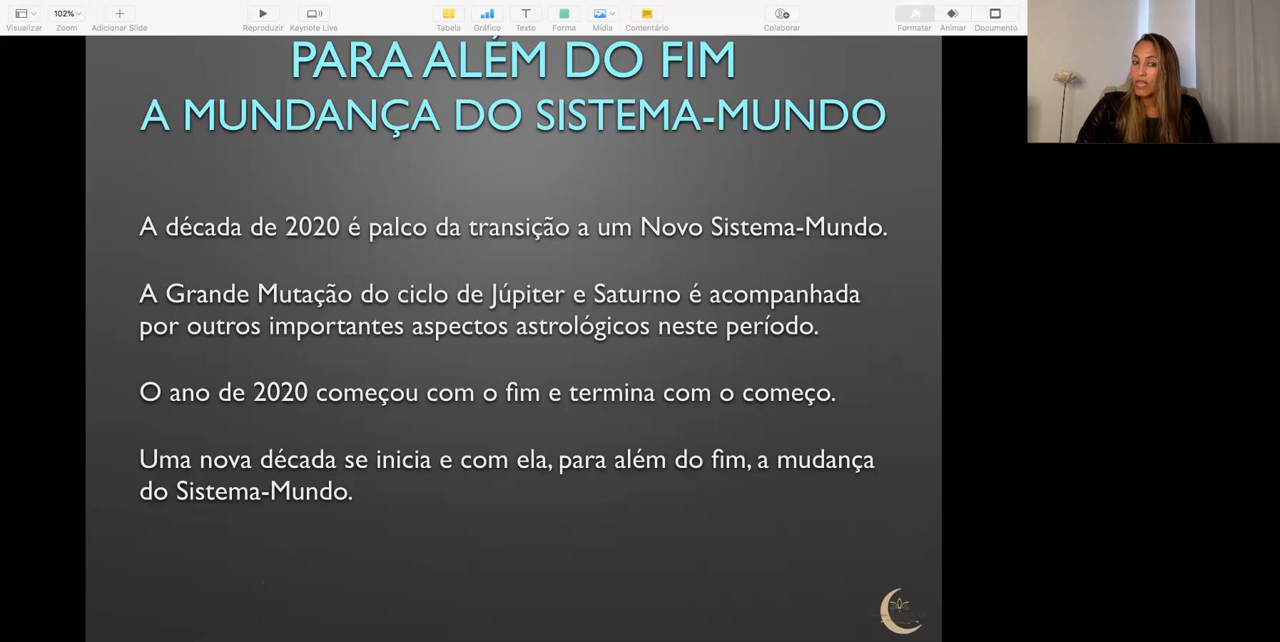 Visualizar
102%
Zoom
Adicionar Slide
Reproduzir
Keynote Live
Tabela
Gráfico
Texto
Forma
Mídia
Comentário
Colaborar
Formatar
Animar
Documento
PARA ALÉM DO FIM
A MUNDANÇA DO SISTEMA-MUNDO
A década de 2020 é palco da transição a um Novo Sistema-Mundo.
A Grande Mutação do ciclo de Júpiter e Saturno é acompanhada
por outros importantes aspectos astrológicos neste período.
O ano de 2020 começou com o fim e termina com o começo.
Uma nova década se inicia e com ela, para além do fim, a mudança
do Sistema-Mundo.